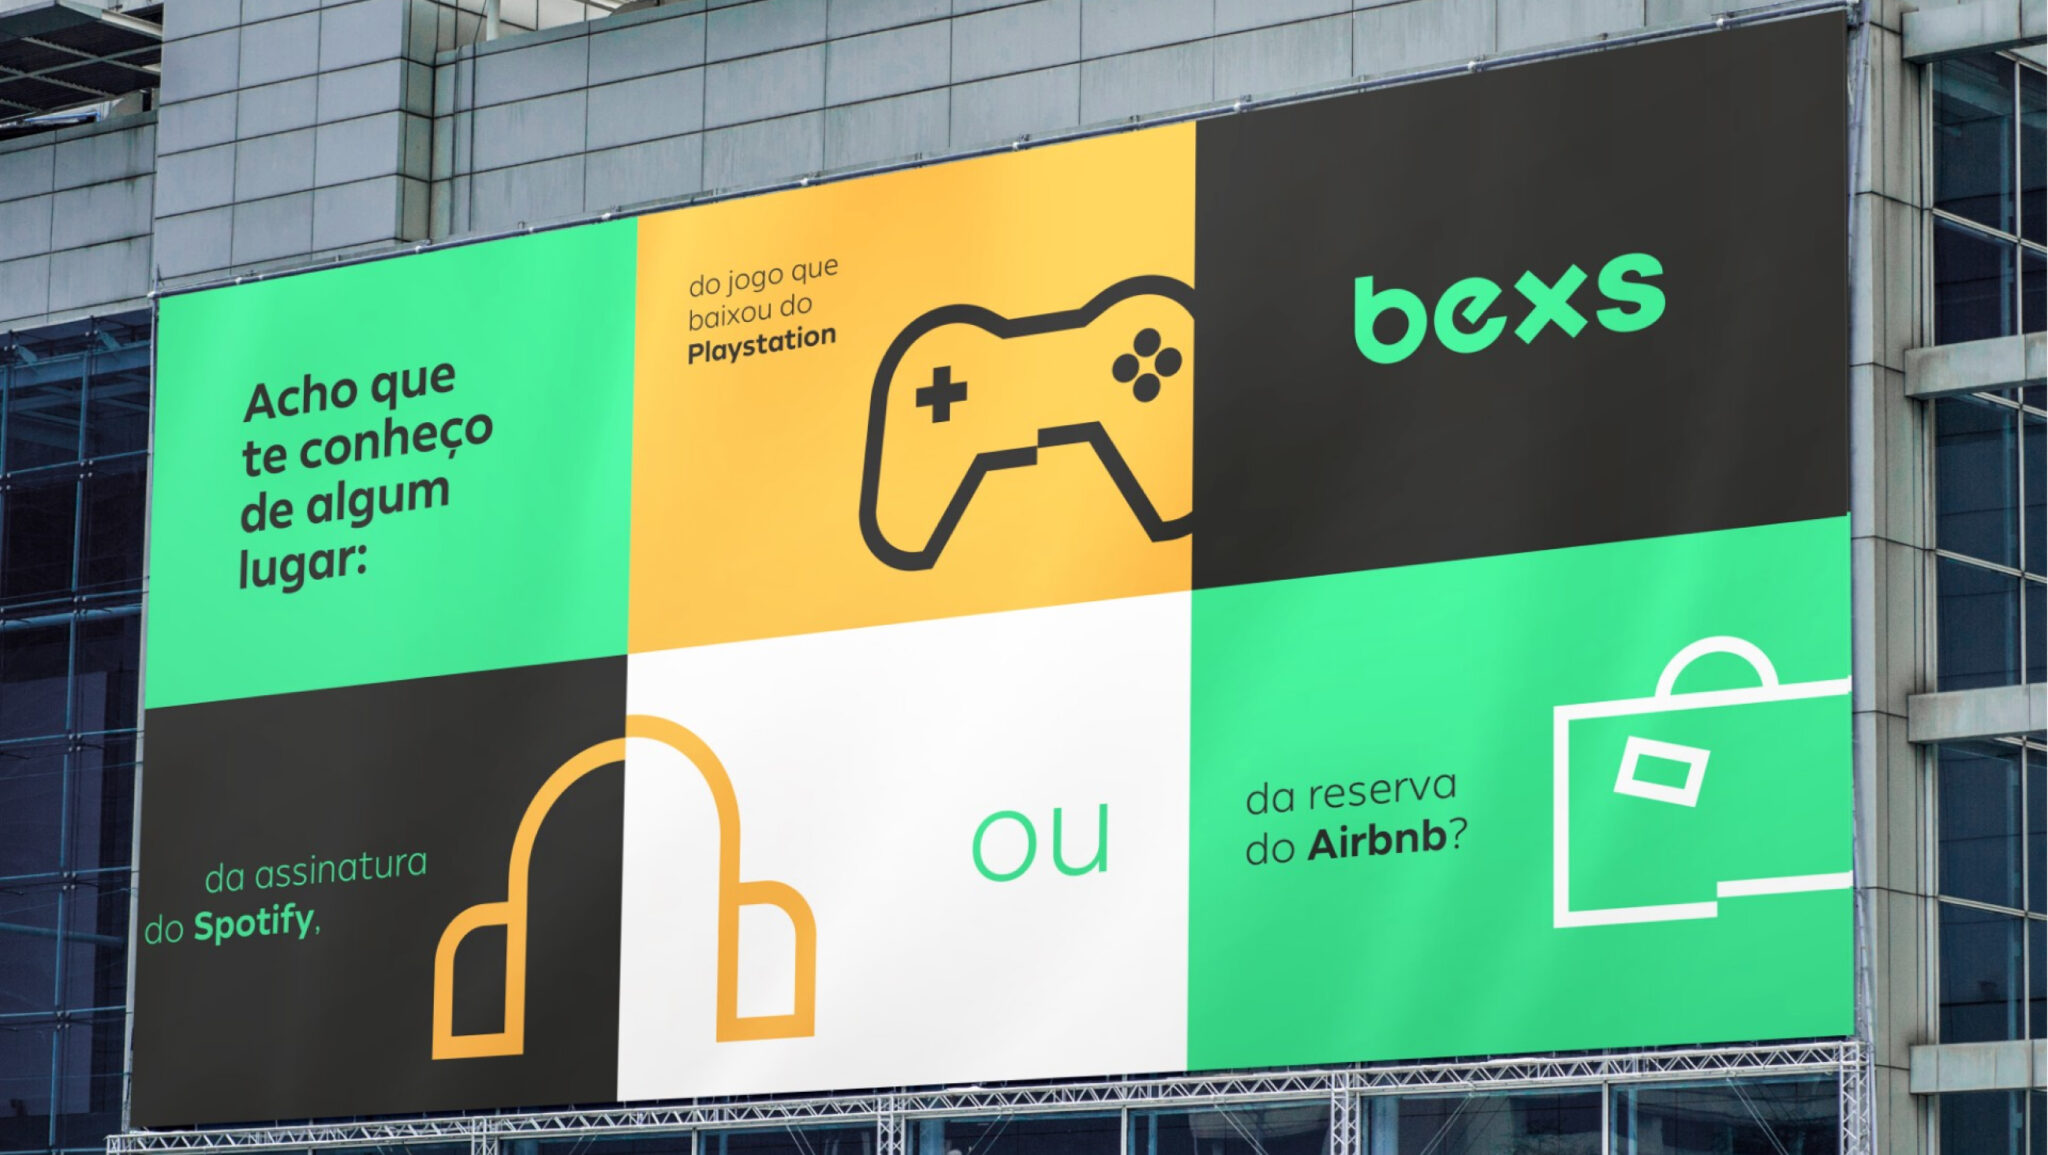 Acho que
te conheço
de algum
lugar:
do jogo que
baixou do
Playstation
bexs
da assinatura
do Spotify,
ou
da reserva
do Airbnb?